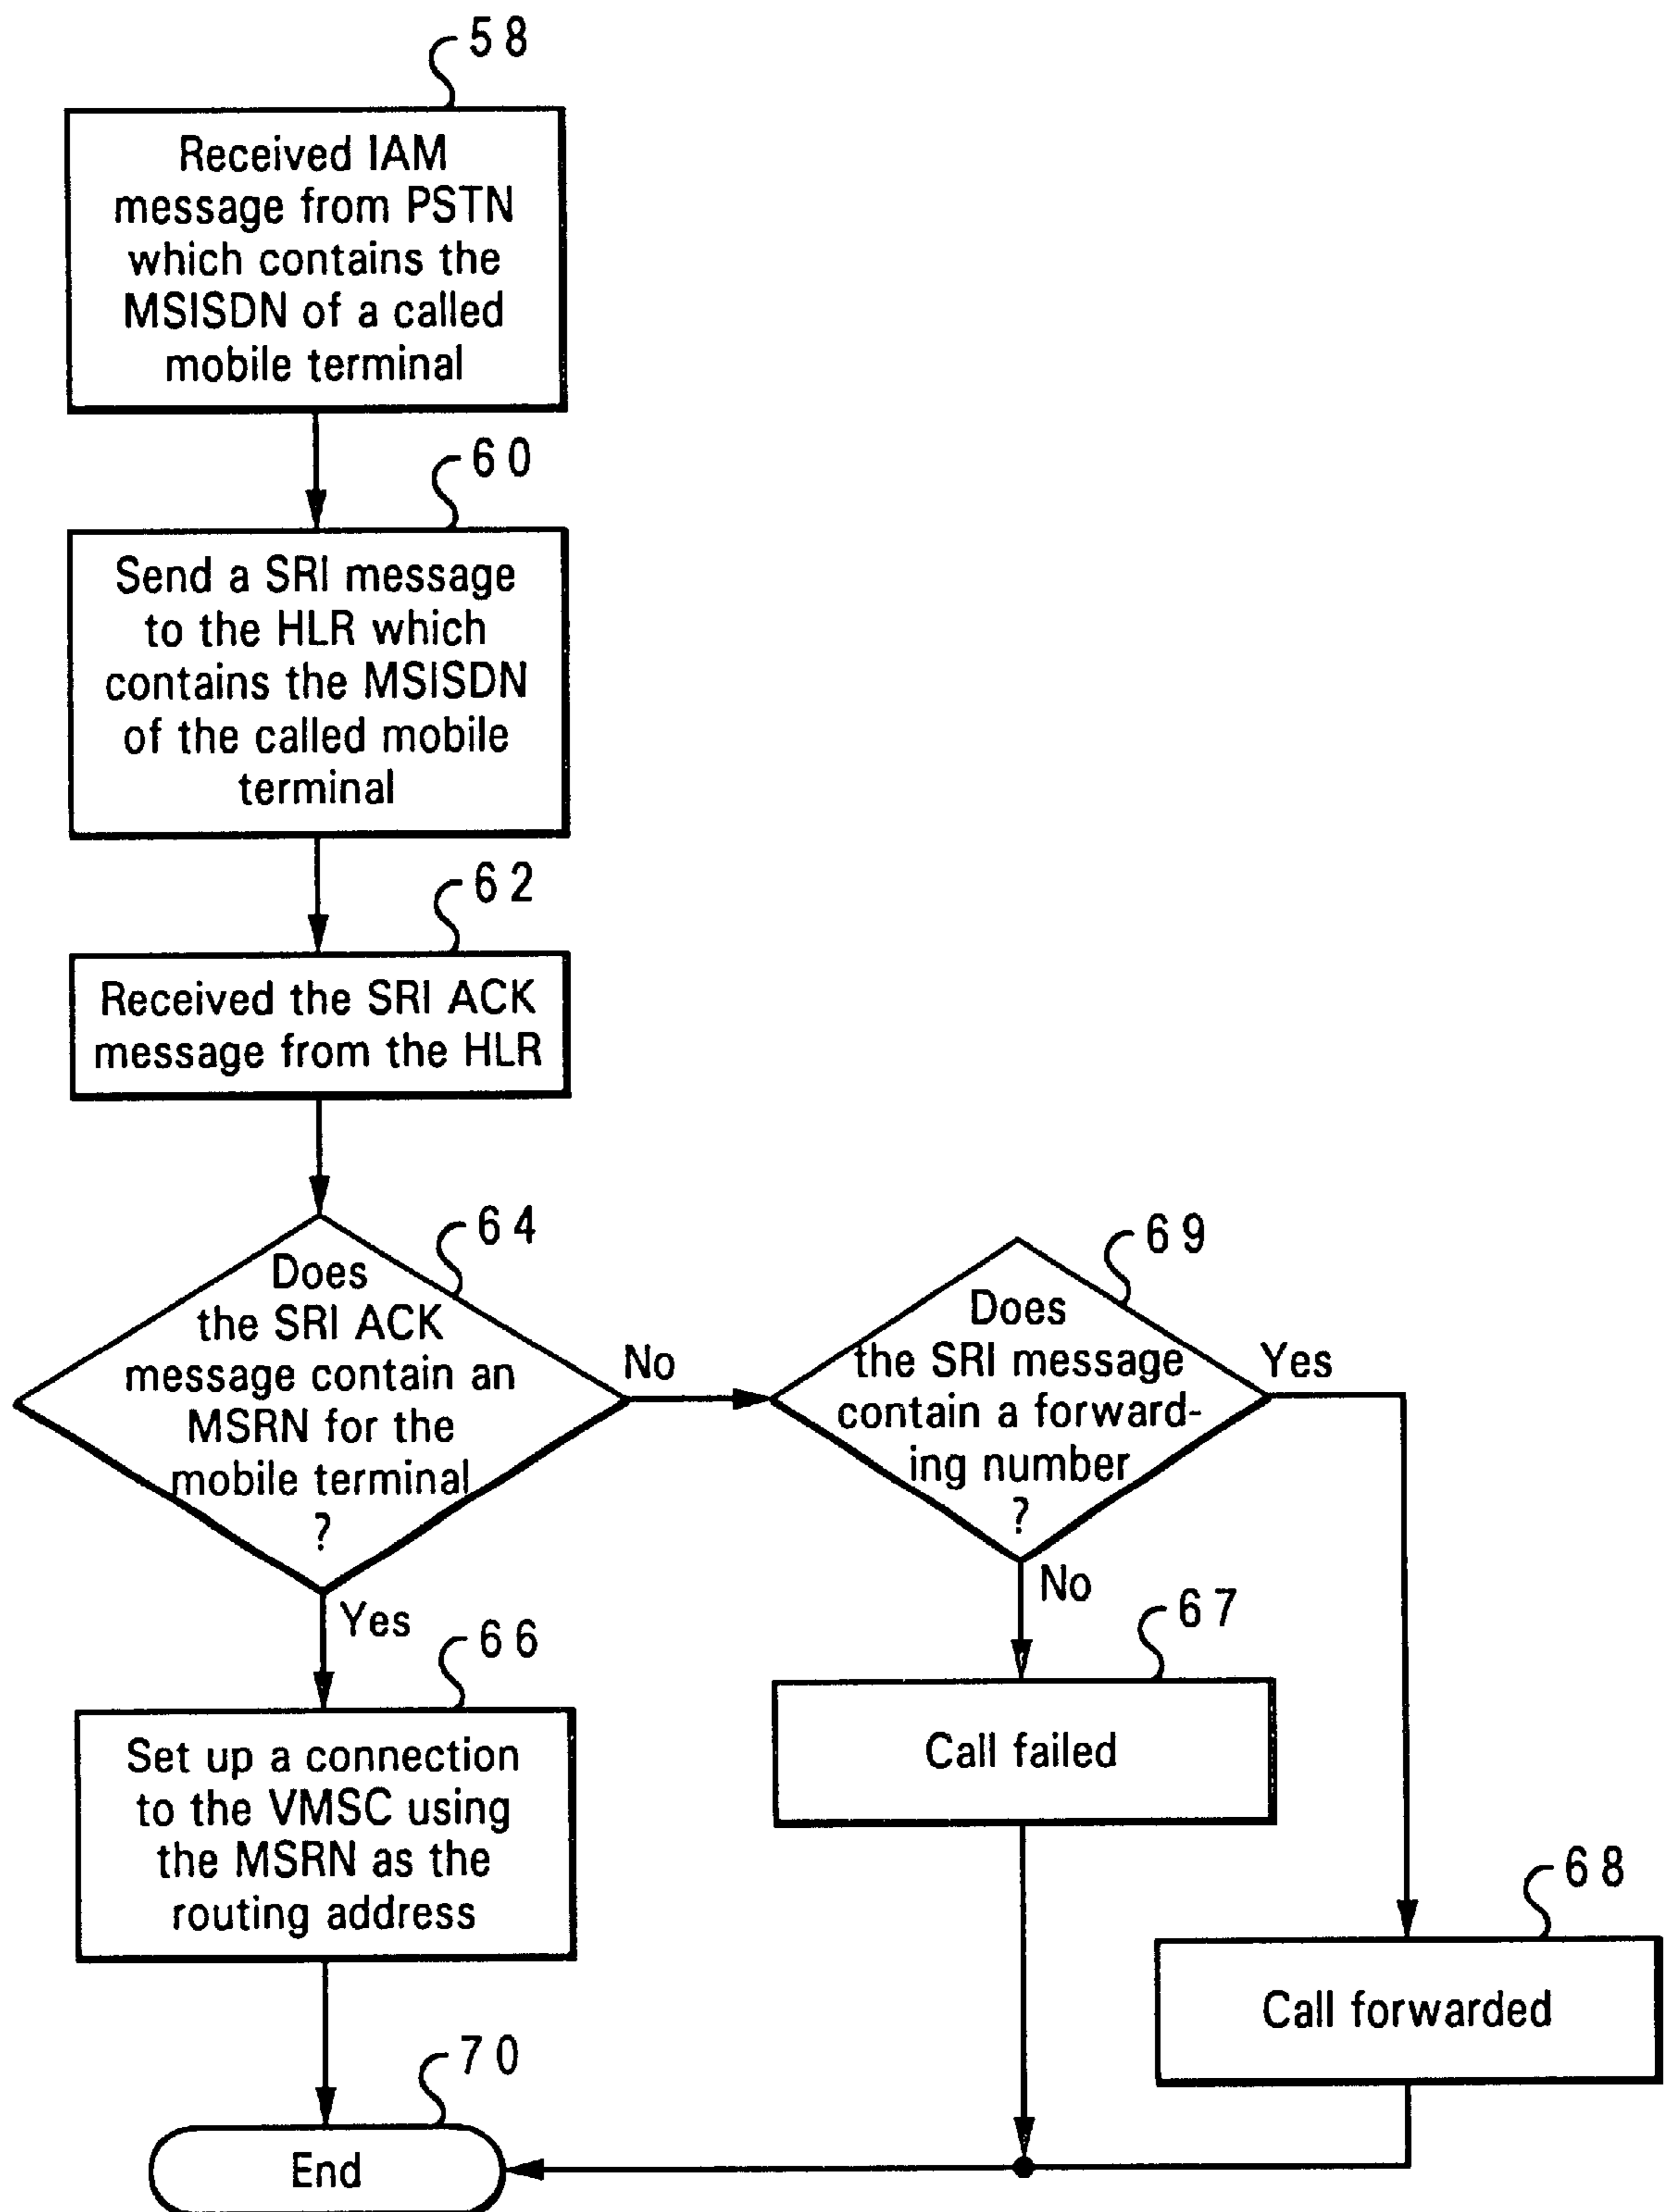 58
Received IAM
message from PSTN
which contains the
MSISDN of a called
mobile terminal
60
Send a SRI message
to the HLR which
contains the MSISDN
of the called mobile
terminal
62
Received the SRI ACK
message from the HLR
64
Does
the SRI ACK
message contain an
MSRN for the
mobile terminal
?
No
Yes
69
Does
the SRI message
contain a forward-
ing number
?
Yes
No
66
Set up a connection
to the VMSC using
the MSRN as the
routing address
67
Call failed
68
Call forwarded
70
End